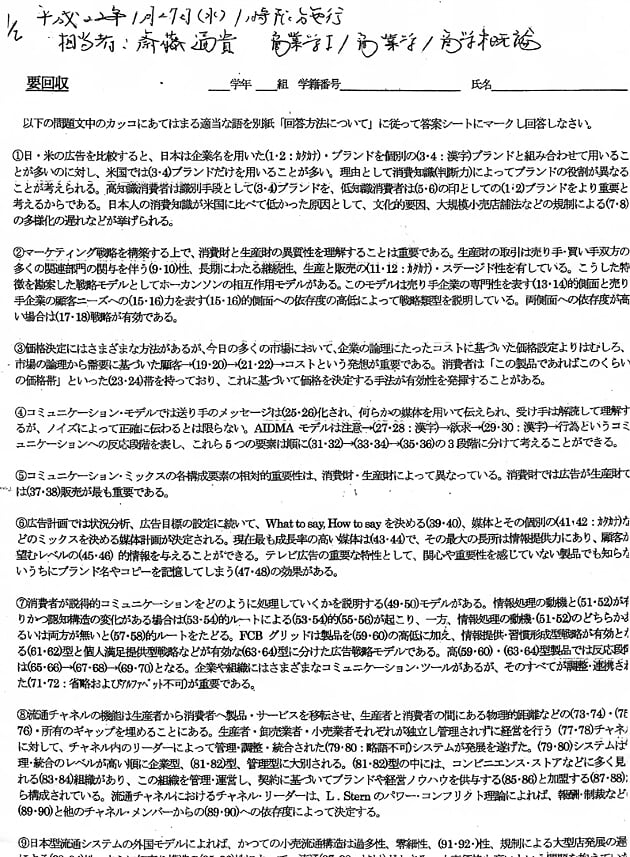 1/2 平成22年1月27日(水)1時限施行
担当者:斎藤通貴 商業学I/商業学/商学概論
要回収 ___学年___組 学籍番号 氏名
以下の問題文中のカッコにあてはまる適当な語を別紙「回答方法について」に従って答案シートにマークし回答しなさい。
①日・米の広告を比較すると、日本は企業名を用いた(1・2:カタカナ)・ブランドを個別の(3・4:漢字)ブランドと組み合わせて用いるこ
とが多いのに対し、米国では(3・4)ブランドだけを用いることが多い。理由として消費知識(判断力)によってブランドの役割が異なる
ことが考えられる。高知識消費者は識別手段として(3・4)ブランドを、低知識消費者は(5・6)の印としての(1・2)ブランドをより重要と
考えるからである。日本人の消費知識が米国に比べて低かった原因として、文化的要因、大規模小売店舗法などの規制による(7・8)
の多様化の遅れなどが挙げられる。
②マーケティング戦略を構築する上で、消費財と生産財の異質性を理解することは重要である。生産財の取引は売り手・買い手双方の
多くの関連部門の関与を伴う(9・10)性、長期にわたる継続性、生産と販売の(11・12:カタカナ)・ステージド性を有している。こうした特
徴を勘案した戦略モデルとしてホーカンソンの相互作用モデルがある。このモデルは売り手企業の専門性を表す(13・14)的側面と売り
手企業の顧客ニーズへの(15・16)力を表す(15・16)的側面への依存度の高低によって戦略類型を説明している。両側面への依存度が高
い場合は(17・18)戦略が有効である。
③価格決定にはさまざまな方法があるが、今日の多くの市場において、企業の論理にたったコストに基づいた価格設定よりはむしろ、
市場の論理から需要に基づいた顧客→(19・20)→(21・22)→コストという発想が重要である。消費者は「この製品であればこのくらい
の価格帯」といった(23・24)帯を持っており、これに基づいて価格を決定する手法が有効性を発揮することがある。
④コミュニケーション・モデルでは送り手のメッセージは(25・26)化され、何らかの媒体を用いて伝えられ、受け手は解読して理解す
るが、ノイズによって正確に伝わるとは限らない。AIDMAモデルは注意→(27・28:漢字)→欲求→(29・30:漢字)→行為というコミ
ュニケーションへの反応段階を表し、これら5つの要素は順に(31・32)→(33・34)→(35・36)の3段階に分けて考えることができる。
⑤コミュニケーション・ミックスの各構成要素の相対的重要性は、消費財・生産財によって異なっている。消費財では広告が生産財で
は(37・38)販売が最も重要である。
⑥広告計画では状況分析、広告目標の設定に続いて、What to say, How to sayを決める(39・40)、媒体とその個別の(41・42:カタカナ)な
どのミックスを決める媒体計画が決定される。現在最も成長率の高い媒体は(43・44)で、その最大の長所は情報提供力にあり、顧客が
望むレベルの(45・46)的情報を与えることができる。テレビ広告の重要な特性として、関心や重要性を感じていない製品でも知らな
いうちにブランド名やコピーを記憶してしまう(47・48)の効果がある。
⑦消費者が説得的コミュニケーションをどのように処理していくかを説明する(49・50)モデルがある。情報処理の動機と(51・52)が有
りかつ認知構造の変化がある場合は(53・54)的ルートによる(53・54)的(55・56)が起こり、一方、情報処理の動機・(51・52)のどちらかあ
るいは両方が無いと(57・58)的ルートをたどる。FCBグリッドは製品を(59・60)の高低に加え、情報提供・習慣形成型戦略が有効とな
る(61・62)型と個人満足提供型戦略などが有効な(63・64)型に分けた広告戦略モデルである。高(59・60)・(63・64)型製品では反応段階
は(65・66)→(67・68)→(69・70)となる。企業や組織にはさまざまなコミュニケーション・ツールがあるが、そのすべてが調整・連携され
た(71・72:省略およびアルファベット不可)が重要である。
⑧流通チャネルの機能は生産者から消費者へ製品・サービスを移転させ、生産者と消費者の間にある物理的距離などの(73・74)・(75・
76)・所有のギャップを埋めることにある。生産者・卸売業者・小売業者それぞれが独立し管理されずに経営を行う(77・78)チャネル
に対して、チャネル内のリーダーによって管理・調整・統合された(79・80:略語不可)システムが発展を遂げた。(79・80)システムは管
理・統合のレベルが高い順に企業型、(81・82)型、管理型に大別される。(81・82)型の中には、コンビニエンス・ストアなどに多く見ら
れる(83・84)組織があり、この組織を管理・運営し、契約に基づいてブランドや経営ノウハウを供与する(85・86)と加盟する(87・88)か
ら構成されている。流通チャネルにおけるチャネル・リーダーは、L. Sternのパワー・コンフリクト理論によれば、報酬・制裁など
(89・90)と他のチャネル・メンバーからの(89・90)への依存度によって決定する。
⑨日本型流通システムの外国モデルによれば、かつての小売流通構造は過多性、零細性、(91・92)性、規制による大型店発展の遅